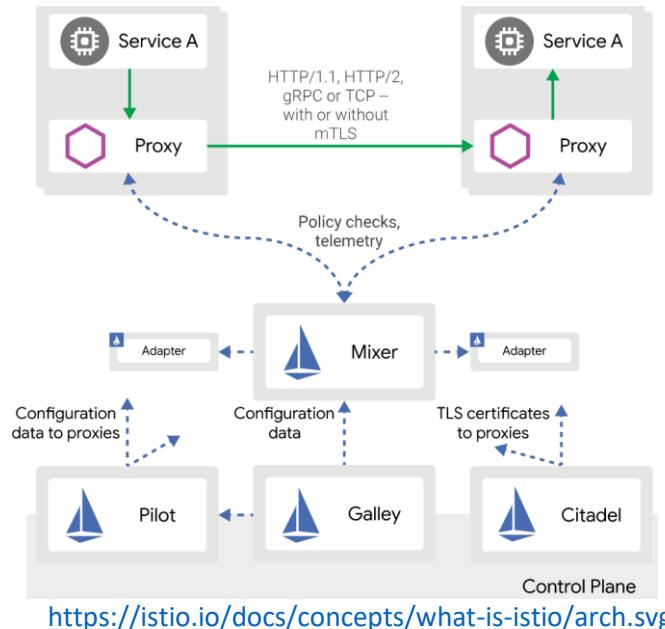 Service A
Service A
HTTP/1.1, HTTP/2,
gRPC or TCP --
with or without
mTLS
Proxy
Proxy
Policy checks,
telemetry
Mixer
Adapter
Adapter
Configuration
data to proxies
Configuration
data
TLS certificates
to proxies
Pilot
Galley
Citadel
Control Plane
https://istio.io/docs/concepts/what-is-istio/arch.svg